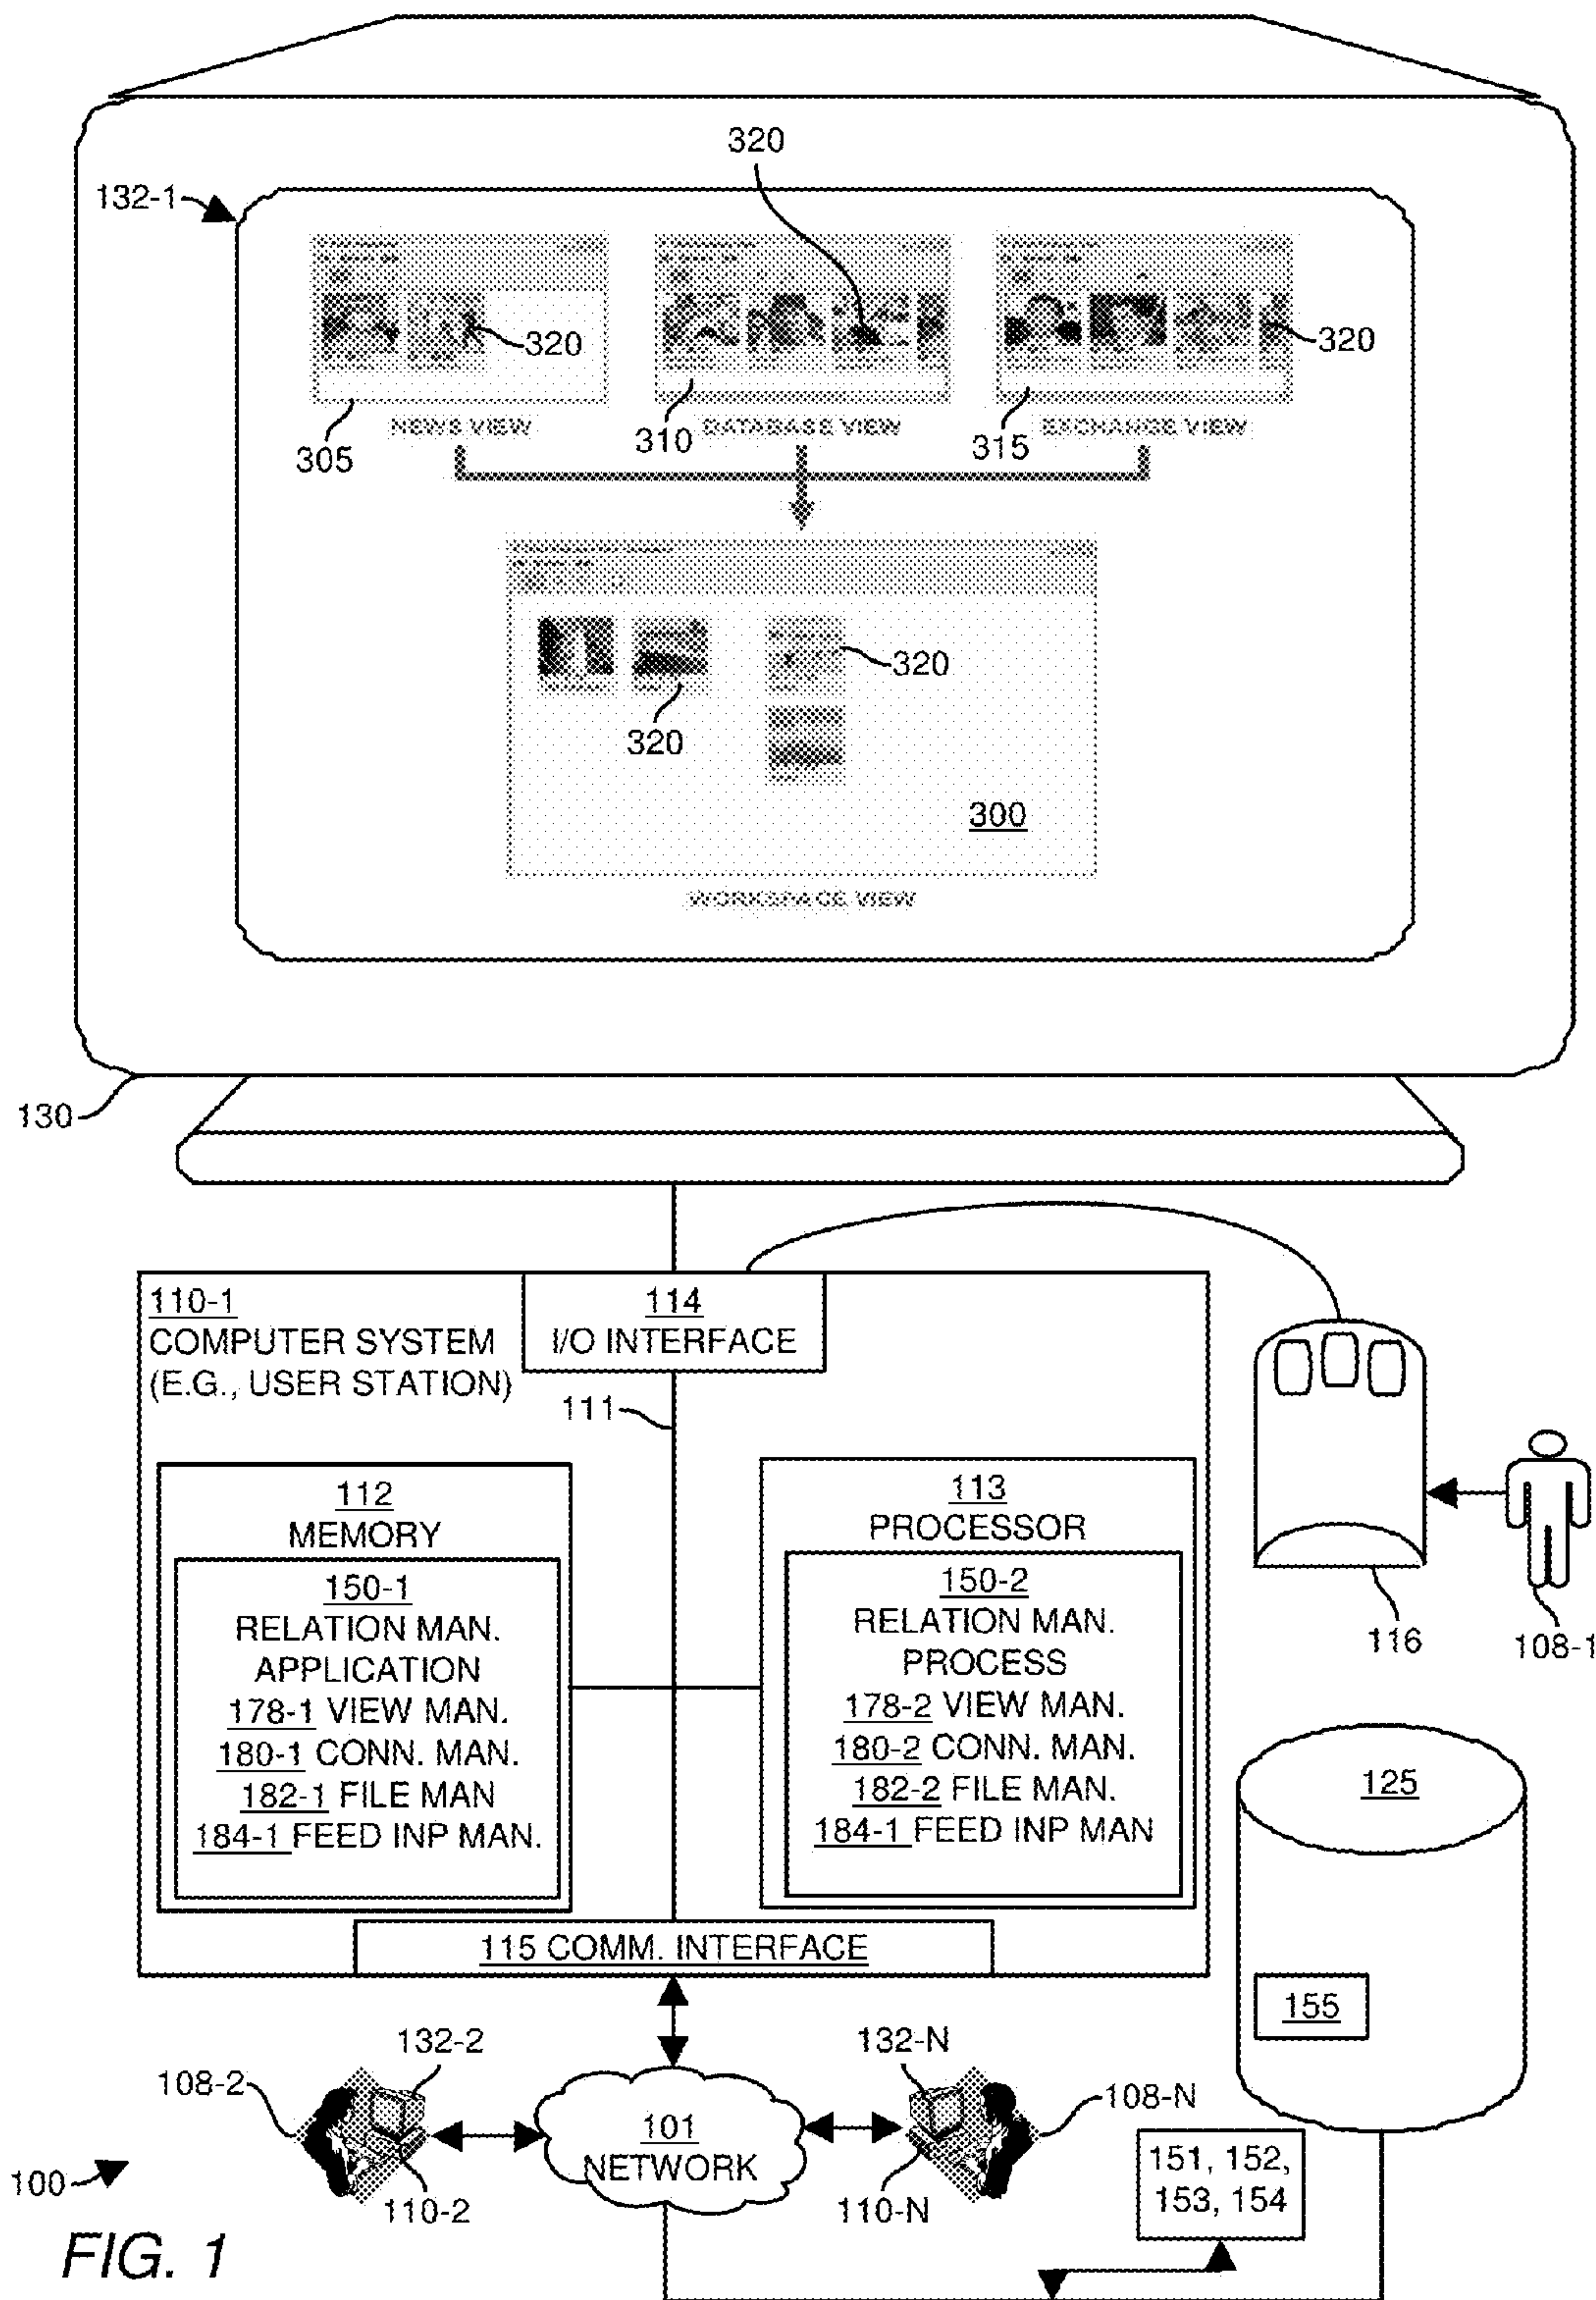 320
132-1
320
320
320
305
NEWS VIEW
310
DATABASE VIEW
315
EXCHANGE VIEW
320
320
300
WORKSPACE VIEW
130
110-1
COMPUTER SYSTEM
(E.G., USER STATION)
114
I/O INTERFACE
111
112
MEMORY
150-1
RELATION MAN.
APPLICATION
178-1 VIEW MAN.
180-1 CONN. MAN.
182-1 FILE MAN
184-1 FEED INP MAN.
113
PROCESSOR
150-2
RELATION MAN.
PROCESS
178-2 VIEW MAN.
180-2 CONN. MAN.
182-2 FILE MAN.
184-1 FEED INP MAN
116
108-1
125
155
115 COMM. INTERFACE
132-2
108-2
110-2
101
NETWORK
132-N
108-N
110-N
151, 152,
153, 154
100
FIG. 1